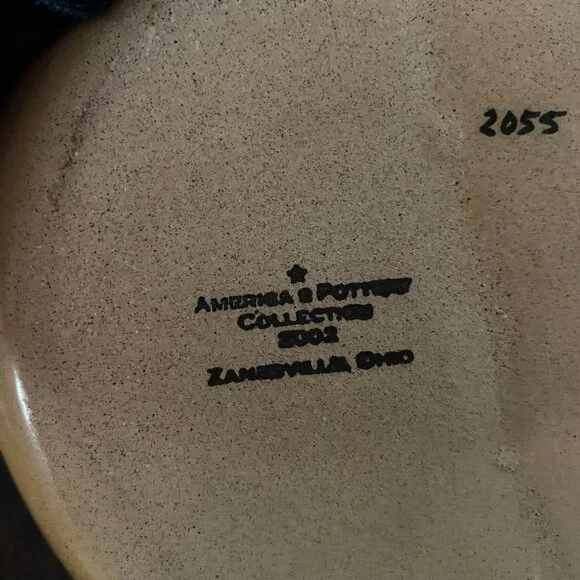 2055
AMERICA'S POTTERY
COLLECTION
2002
ZANESVILLE, OHIO